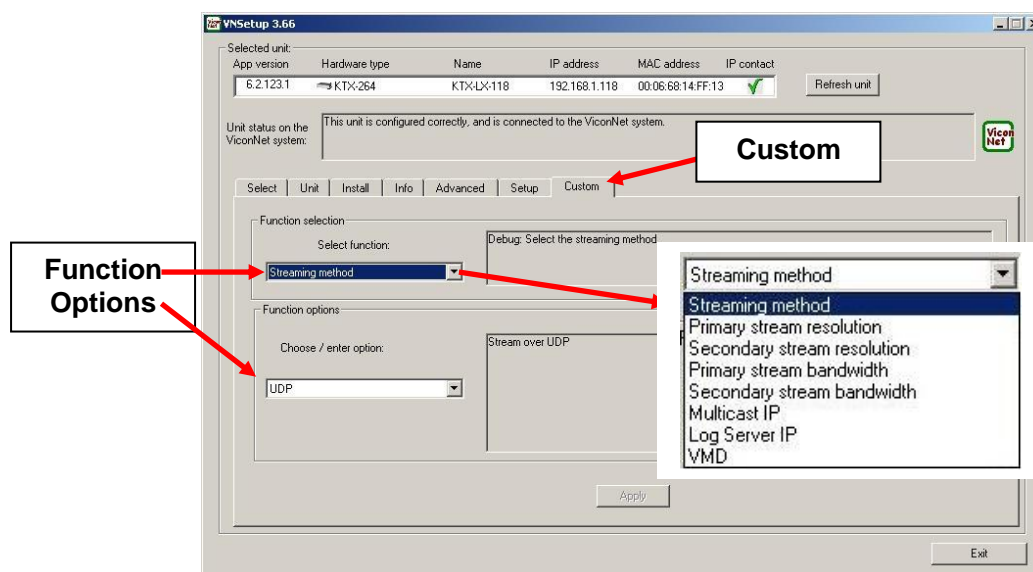 VNSetup 3.66
Selected unit:
App version Hardware type Name IP address MAC address IP contact
6.2.123.1 KTX-264 KTX-LX-118 192.168.1.118 00:06:68:14:FF:13
Refresh unit
Unit status on the
ViconNet system:
This unit is configured correctly, and is connected to the ViconNet system.
Vicon
Net
Custom
Select Unit Install Info Advanced Setup Custom
Function selection
Select function:
Streaming method
Debug: Select the streaming method
Function
Options
Function options
Choose / enter option:
UDP
Stream over UDP
Streaming method
Streaming method
Primary stream resolution
Secondary stream resolution
Primary stream bandwidth
Secondary stream bandwidth
Multicast IP
Log Server IP
VMD
Apply
Exit